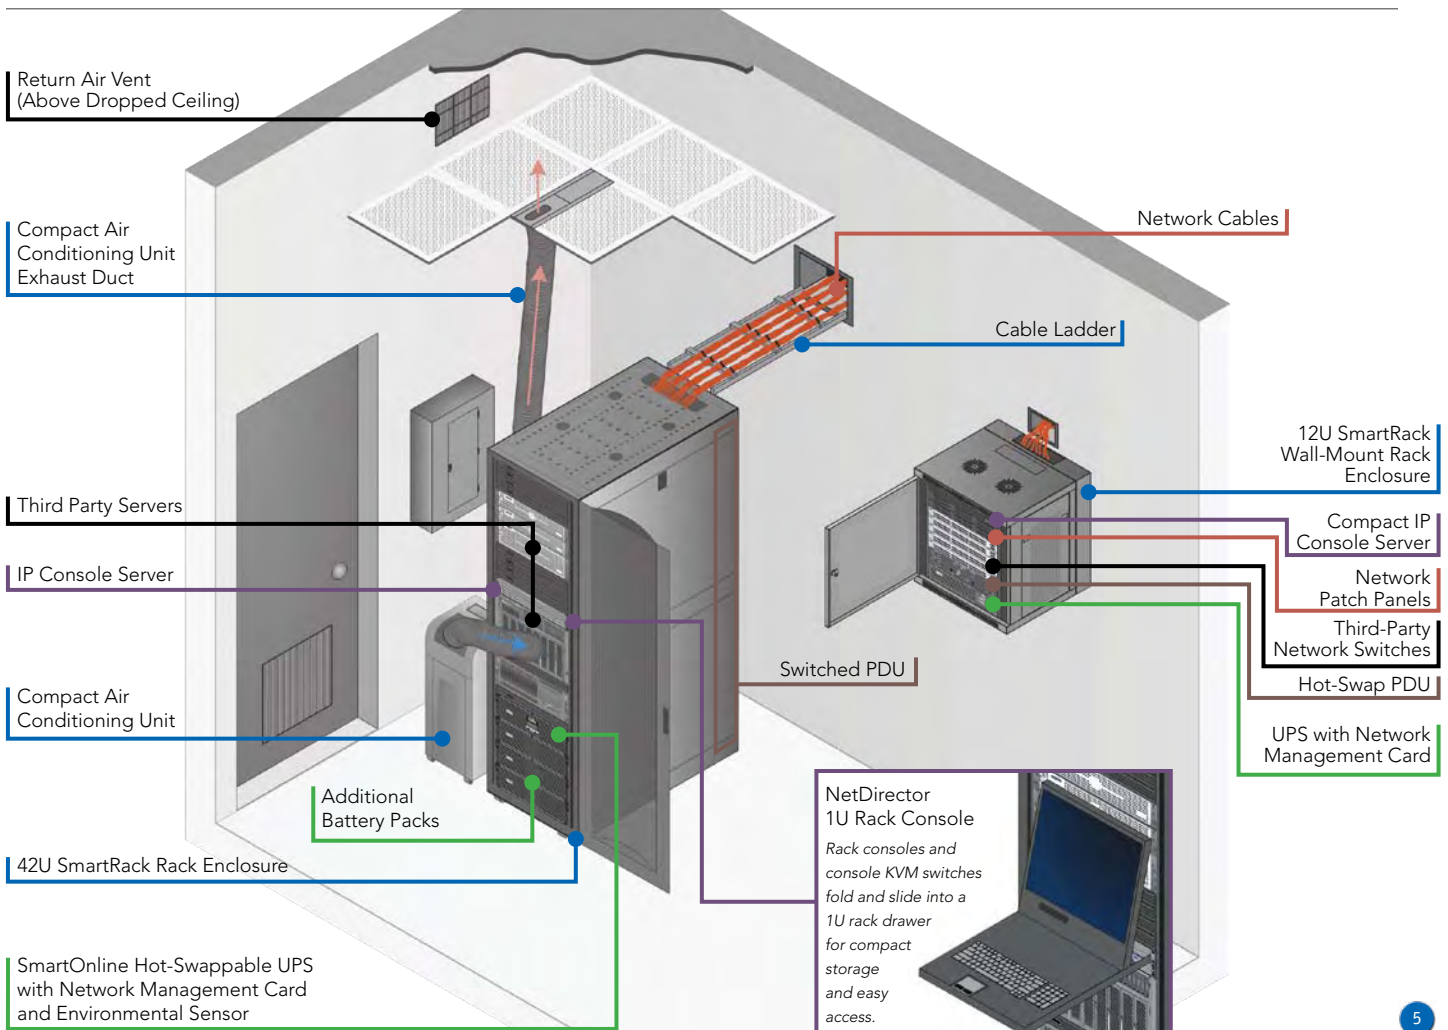 Return Air Vent
(Above Dropped Ceiling)
Compact Air
Conditioning Unit
Exhaust Duct
Third Party Servers
IP Console Server
Compact Air
Conditioning Unit
Additional
Battery Packs
42U SmartRack Rack Enclosure
SmartOnline Hot-Swappable UPS
with Network Management Card
and Environmental Sensor
Network Cables
Cable Ladder
12U SmartRack
Wall-Mount Rack
Enclosure
Compact IP
Console Server
Network
Patch Panels
Third-Party
Network Switches
Hot-Swap PDU
UPS with Network
Management Card
Switched PDU
NetDirector
1U Rack Console
Rack consoles and
console KVM switches
fold and slide into a
1U rack drawer
for compact
storage
and easy
access.
5